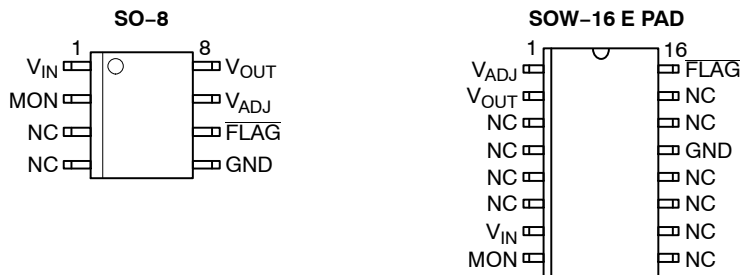 SO–8
1 8
VIN VOUT
MON VADJ
NC FLAG
NC GND
SOW–16 E PAD
1 16
VADJ FLAG
VOUT NC
NC NC
NC GND
NC NC
NC NC
VIN NC
MON NC